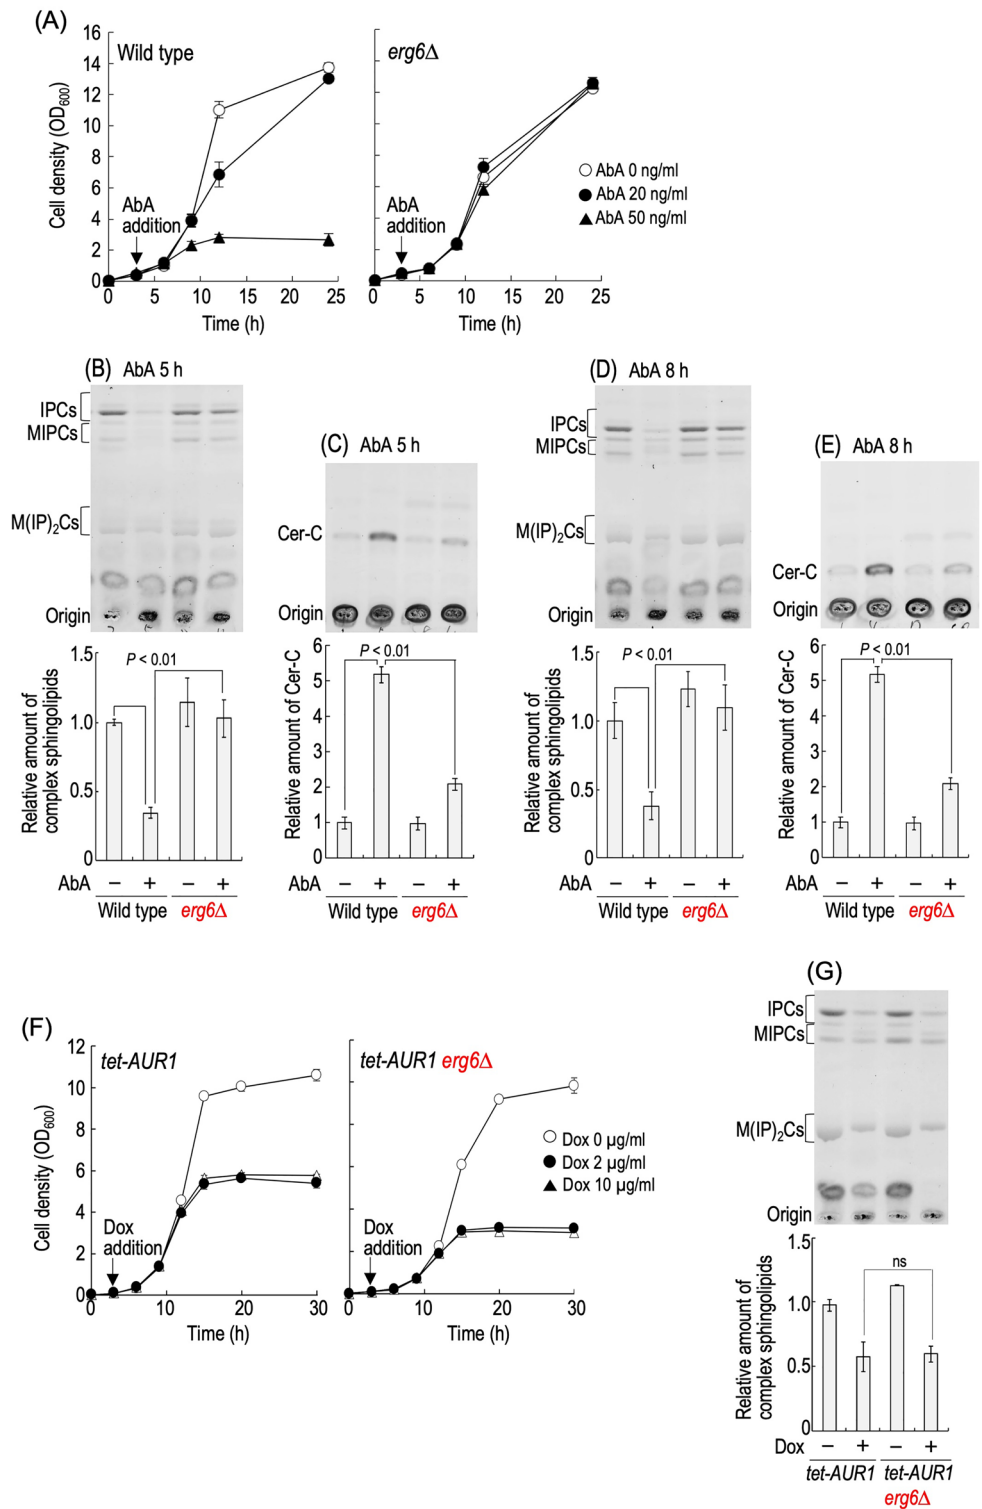 (A)
Wild type
erg6Δ
Cell density (OD600)
16
14
12
10
8
6
4
2
0
AbA
addition
AbA
addition
AbA 0 ng/ml
AbA 20 ng/ml
AbA 50 ng/ml
0 5 10 15 20 25
0 5 10 15 20 25
Time (h)
Time (h)
(B) AbA 5 h
IPCs
MIPCs
M(IP)2Cs
Origin
Relative amount of
complex sphingolipids
1.5
1.0
0.5
0
P < 0.01
AbA − + − +
Wild type erg6Δ
(C) AbA 5 h
Cer-C
Origin
Relative amount of Cer-C
6
5
4
3
2
1
0
P < 0.01
AbA − + − +
Wild type erg6Δ
(D) AbA 8 h
IPCs
MIPCs
M(IP)2Cs
Origin
Relative amount of
complex sphingolipids
1.5
1.0
0.5
0
P < 0.01
AbA − + − +
Wild type erg6Δ
(E) AbA 8 h
Cer-C
Origin
Relative amount of Cer-C
6
5
4
3
2
1
0
P < 0.01
AbA − + − +
Wild type erg6Δ
(F)
tet-AUR1
tet-AUR1 erg6Δ
Cell density (OD600)
12
10
8
6
4
2
0
Dox
addition
Dox
addition
Dox 0 µg/ml
Dox 2 µg/ml
Dox 10 µg/ml
0 10 20 30
0 10 20 30
Time (h)
Time (h)
(G)
IPCs
MIPCs
M(IP)2Cs
Origin
Relative amount of
complex sphingolipids
1.5
1.0
0.5
0
ns
Dox − + − +
tet-AUR1 tet-AUR1
erg6Δ